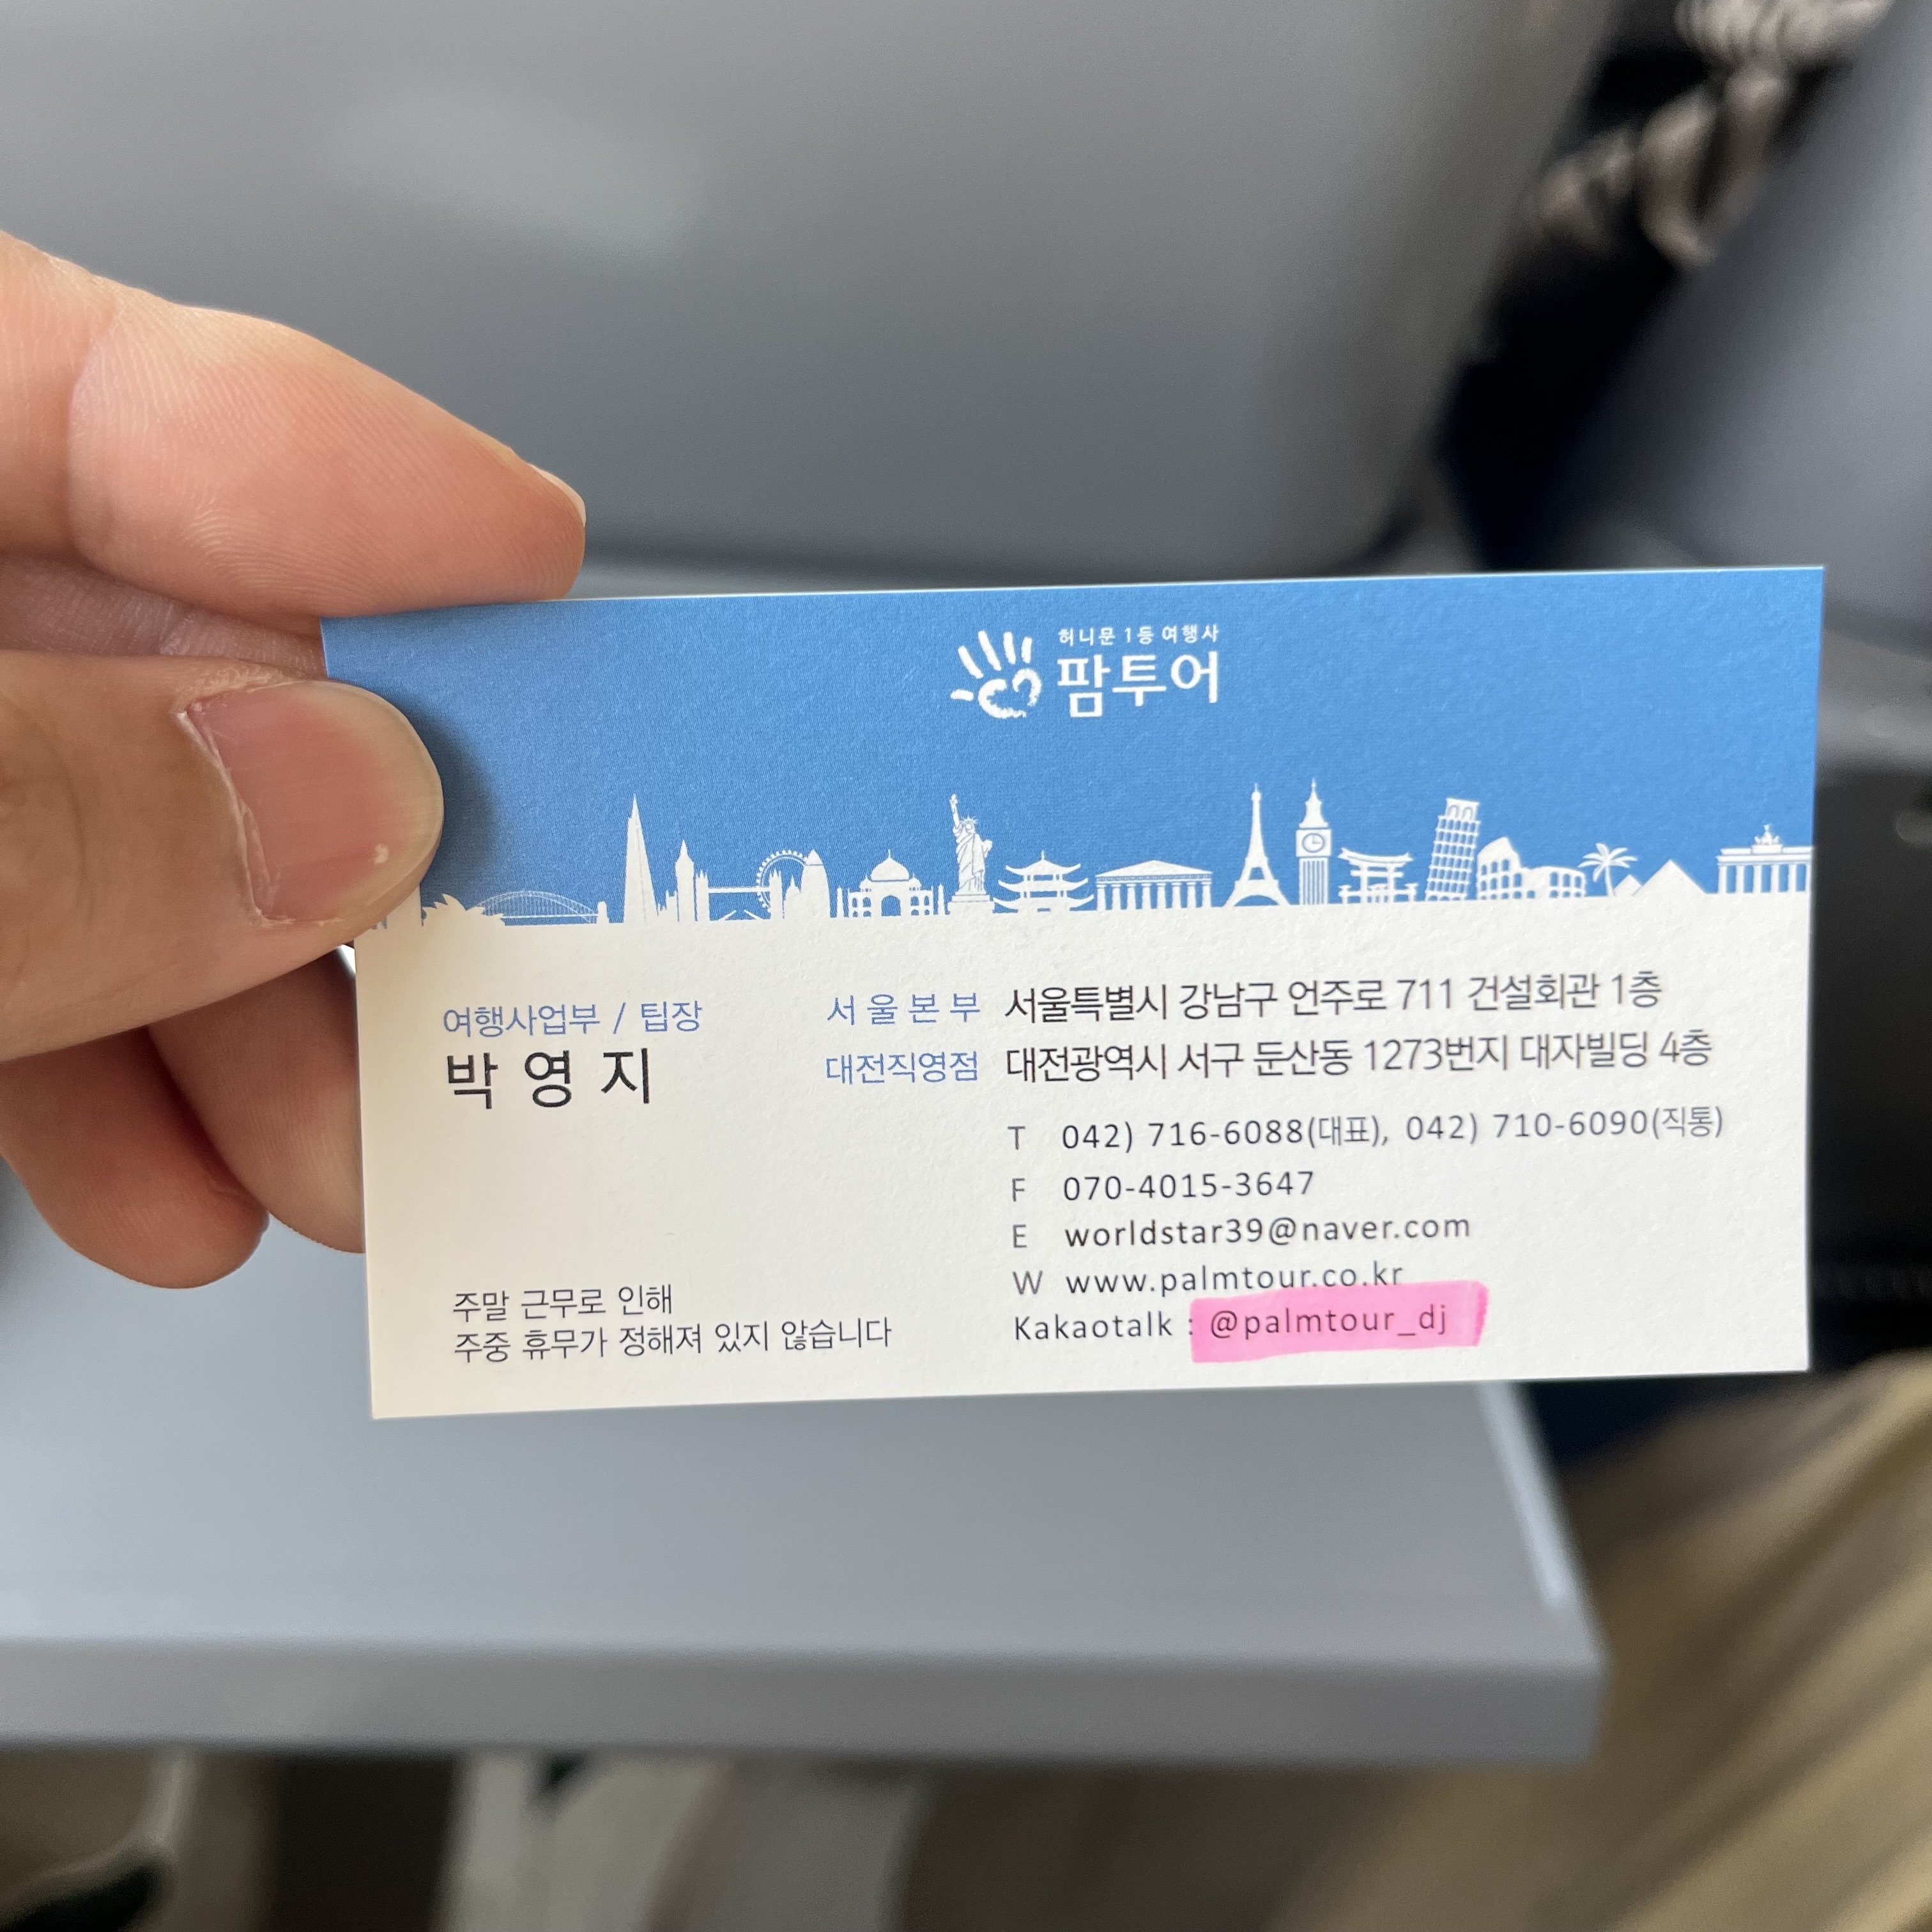 허니문 1등 여행사
팜투어
여행사업부 / 팁장
박영지
서울본부 서울특별시 강남구 언주로 711 건설회관 1층
대전직영점 대전광역시 서구 둔산동 1273번지 대자빌딩 4층
T 042) 716-6088(대표), 042) 710-6090(직통)
F 070-4015-3647
E worldstar39@naver.com
W www.palmtour.co.kr
Kakaotalk : @palmtour_dj
주말 근무로 인해
주중 휴무가 정해져 있지 않습니다